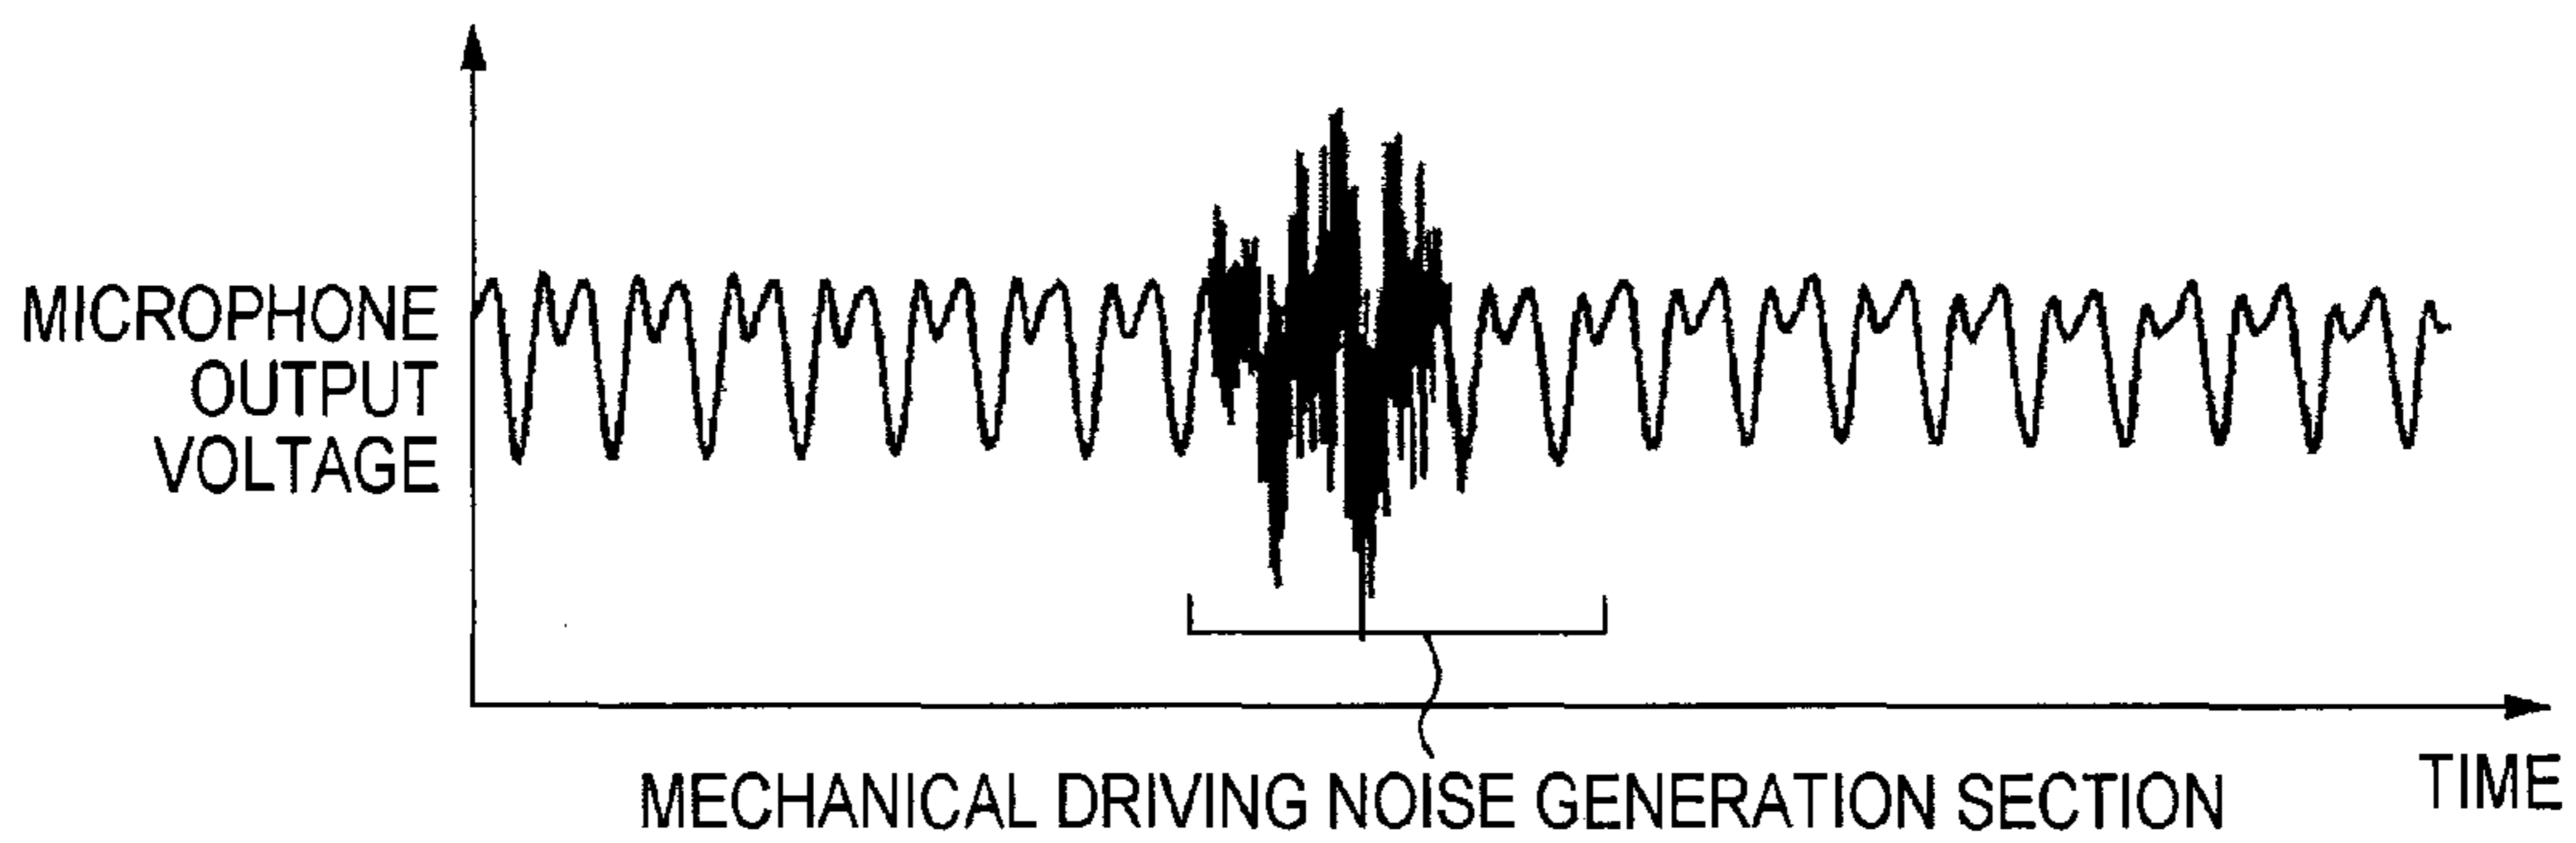 MICROPHONE
OUTPUT
VOLTAGE
TIME
MECHANICAL DRIVING NOISE GENERATION SECTION